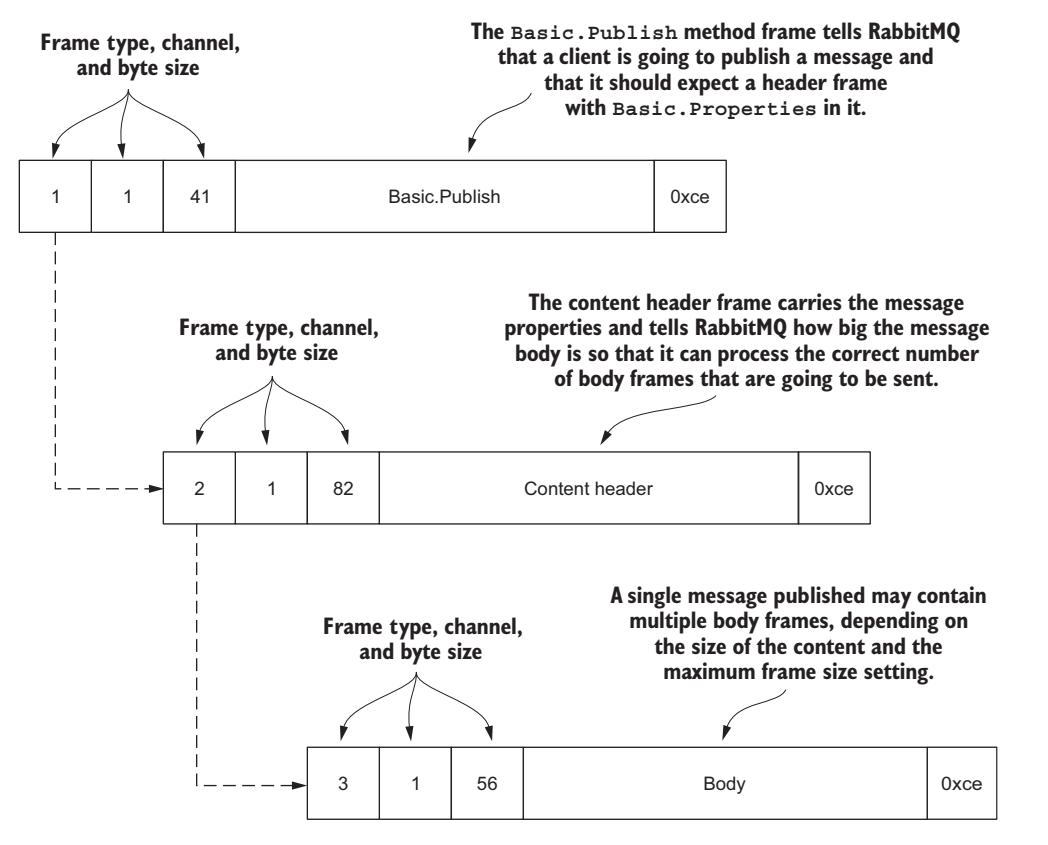 Frame type, channel,
and byte size
The Basic.Publish method frame tells RabbitMQ
that a client is going to publish a message and
that it should expect a header frame
with Basic.Properties in it.
1 1 41 Basic.Publish 0xce
Frame type, channel,
and byte size
The content header frame carries the message
properties and tells RabbitMQ how big the message
body is so that it can process the correct number
of body frames that are going to be sent.
2 1 82 Content header 0xce
Frame type, channel,
and byte size
A single message published may contain
multiple body frames, depending on
the size of the content and the
maximum frame size setting.
3 1 56 Body 0xce